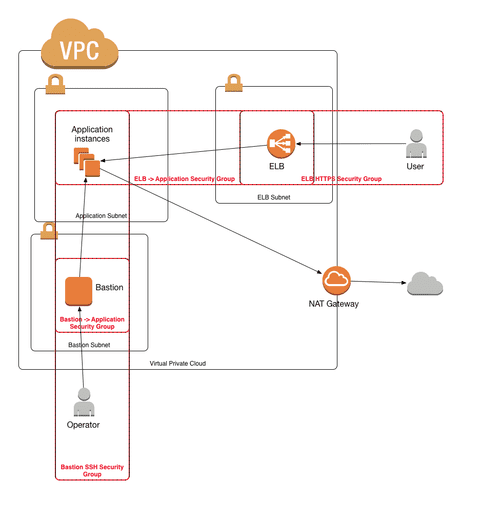 VPC
Application
instances
ELB
User
ELB -> Application Security Group
ELB HTTPS Security Group
ELB Subnet
Application Subnet
Bastion
NAT Gateway
Bastion -> Application
Security Group
Bastion Subnet
Virtual Private Cloud
Operator
Bastion SSH Security
Group